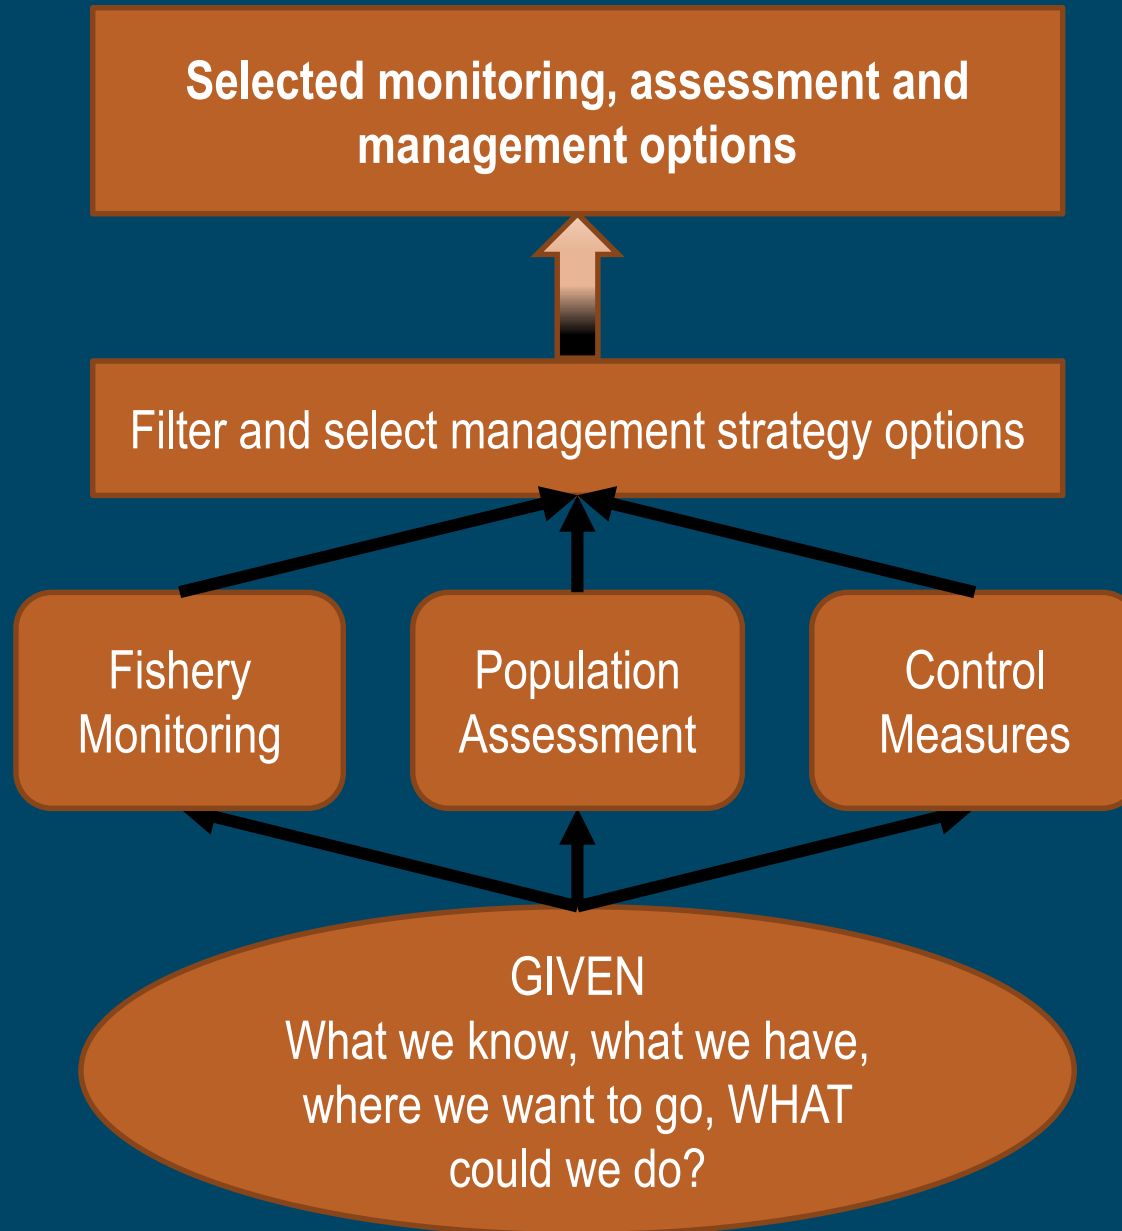 Selected monitoring, assessment and
management options
Filter and select management strategy options
Fishery
Monitoring
Population
Assessment
Control
Measures
GIVEN
What we know, what we have,
where we want to go, WHAT
could we do?